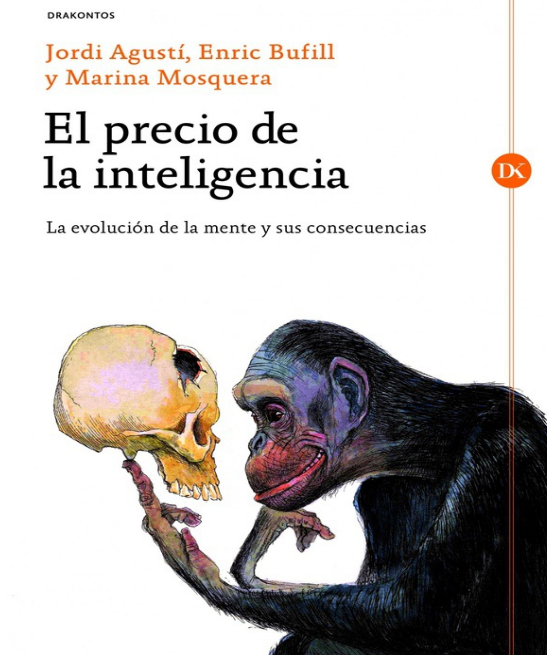 DRAKONTOS
Jordi Agustí, Enric Bufill
y Marina Mosquera
El precio de
la inteligencia
DK
La evolución de la mente y sus consecuencias